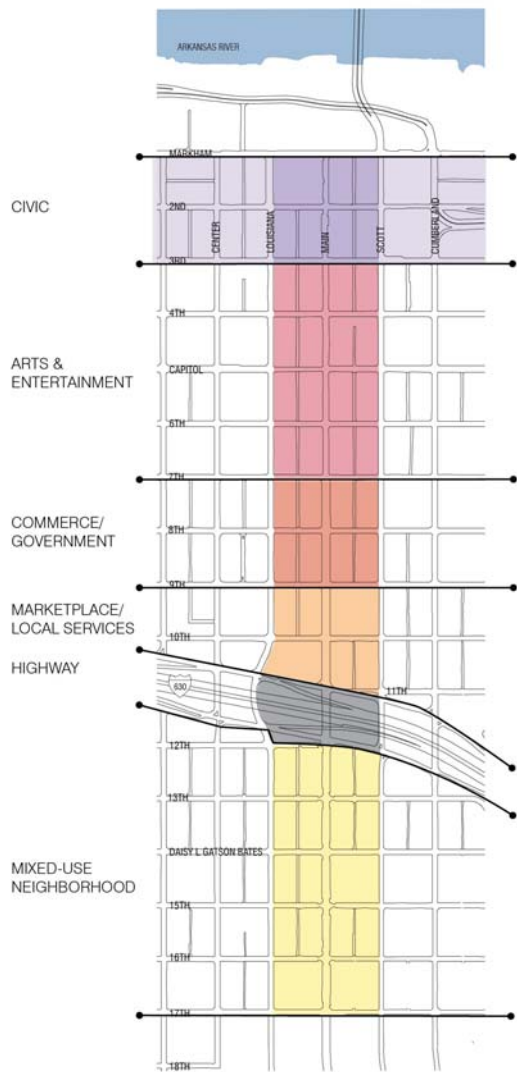 ARKANSAS RIVER
MARKHAM
CIVIC
2ND
CENTER
LOUISIANA
MAIN
SCOTT
CUMBERLAND
3RD
4TH
ARTS &
ENTERTAINMENT
CAPITOL
6TH
7TH
COMMERCE/
GOVERNMENT
8TH
9TH
MARKETPLACE/
LOCAL SERVICES
10TH
HIGHWAY
630
11TH
12TH
13TH
DAISY L GATSON BATES
MIXED-USE
NEIGHBORHOOD
15TH
16TH
17TH
18TH